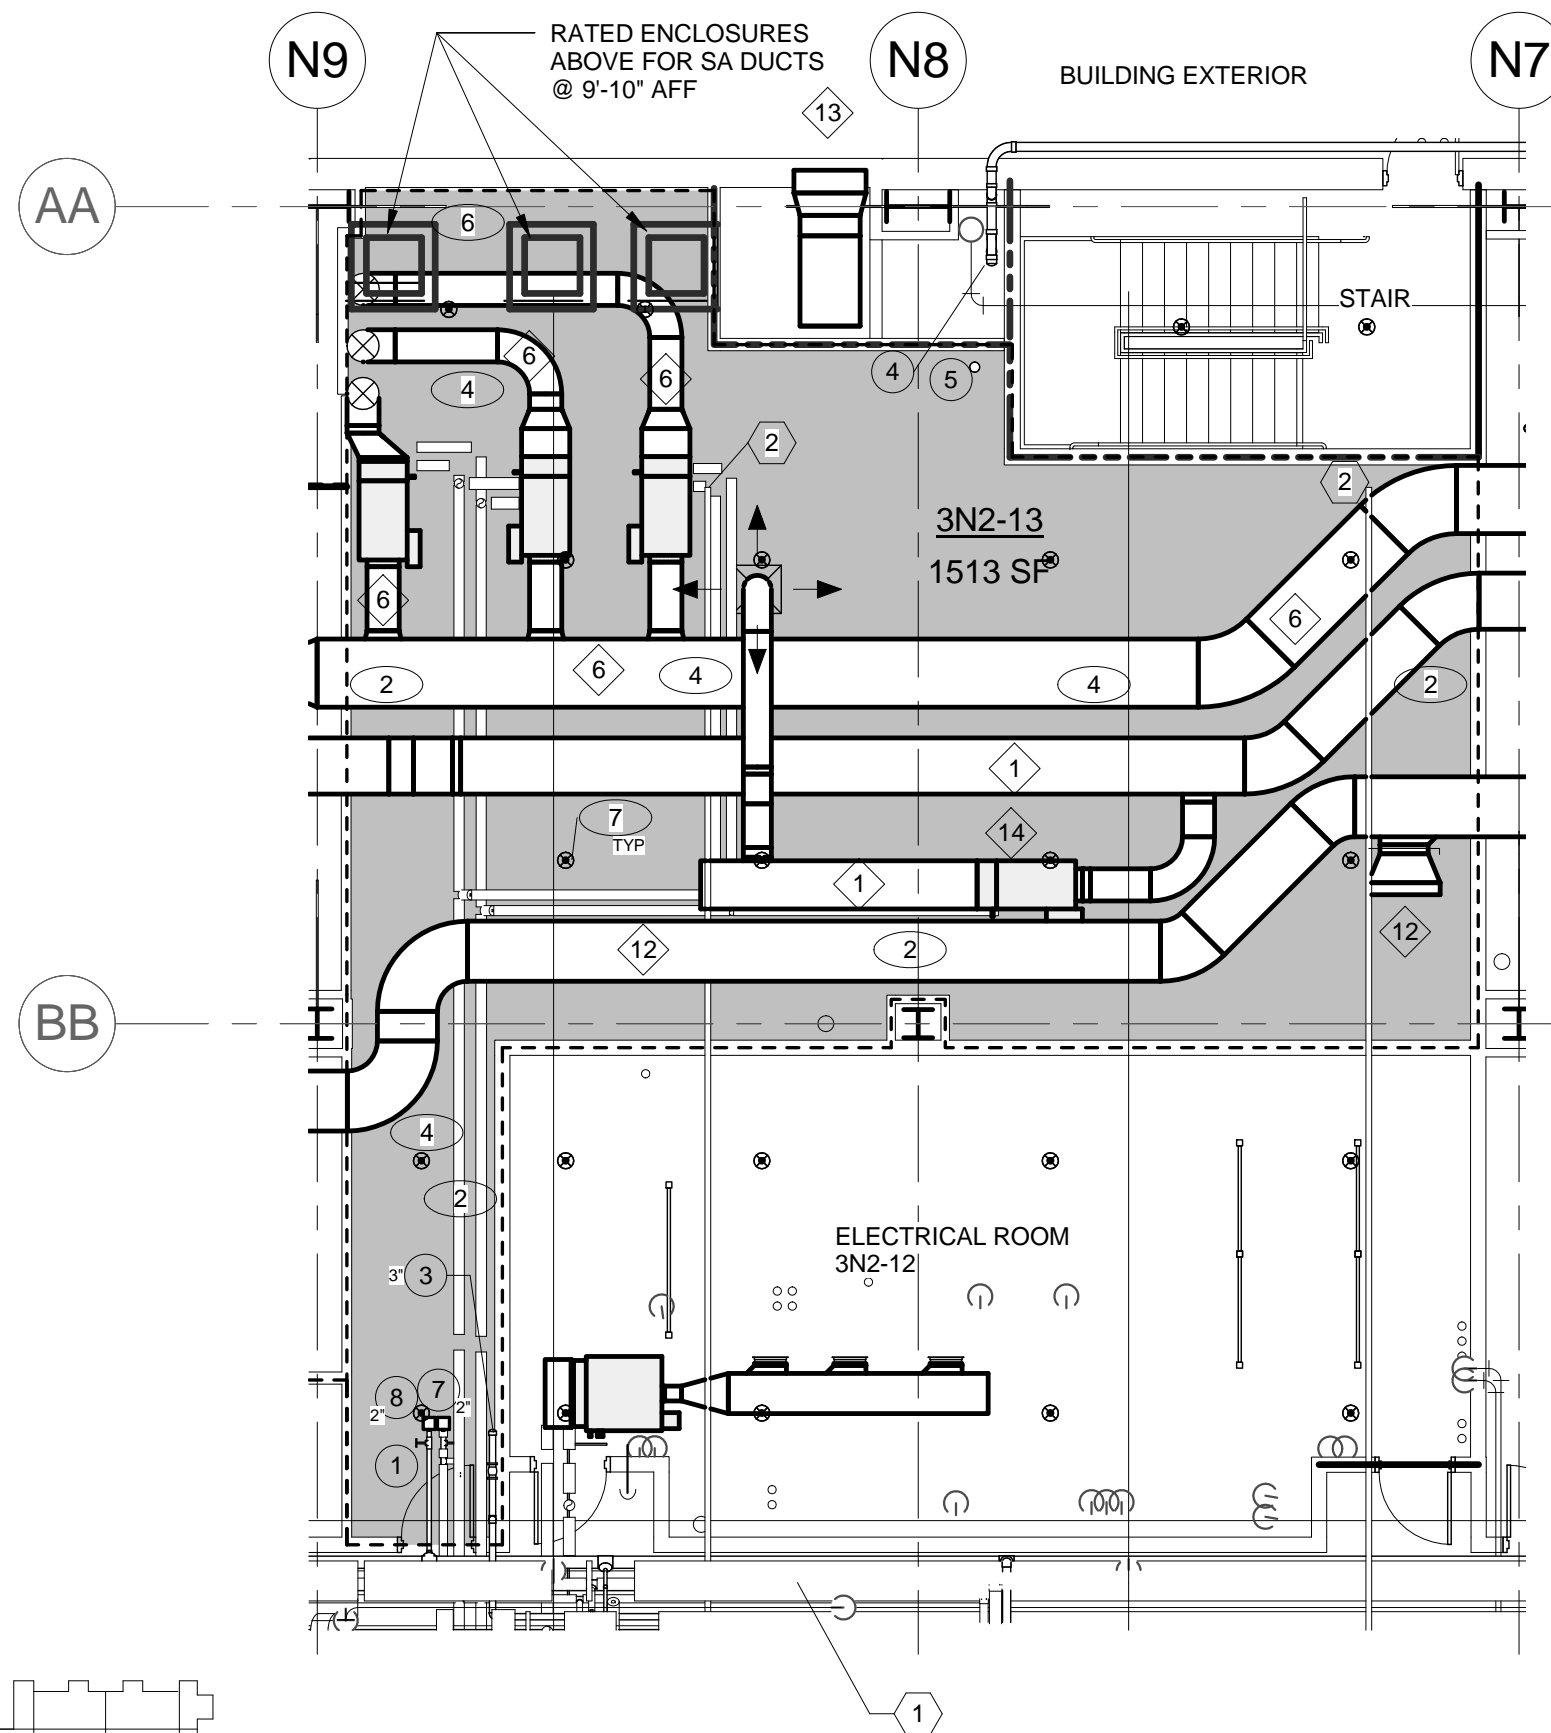 N9
RATED ENCLOSURES
ABOVE FOR SA DUCTS
@ 9'-10" AFF
N8
BUILDING EXTERIOR
N7
13
AA
6
STAIR
6
6
4
4
5
2
2
3N2-13
1513 SF
6
6
6
2
4
4
2
1
7
TYP
14
1
12
2
12
BB
4
2
ELECTRICAL ROOM
3N2-12
3"
3
8
7
2"
2"
1
1